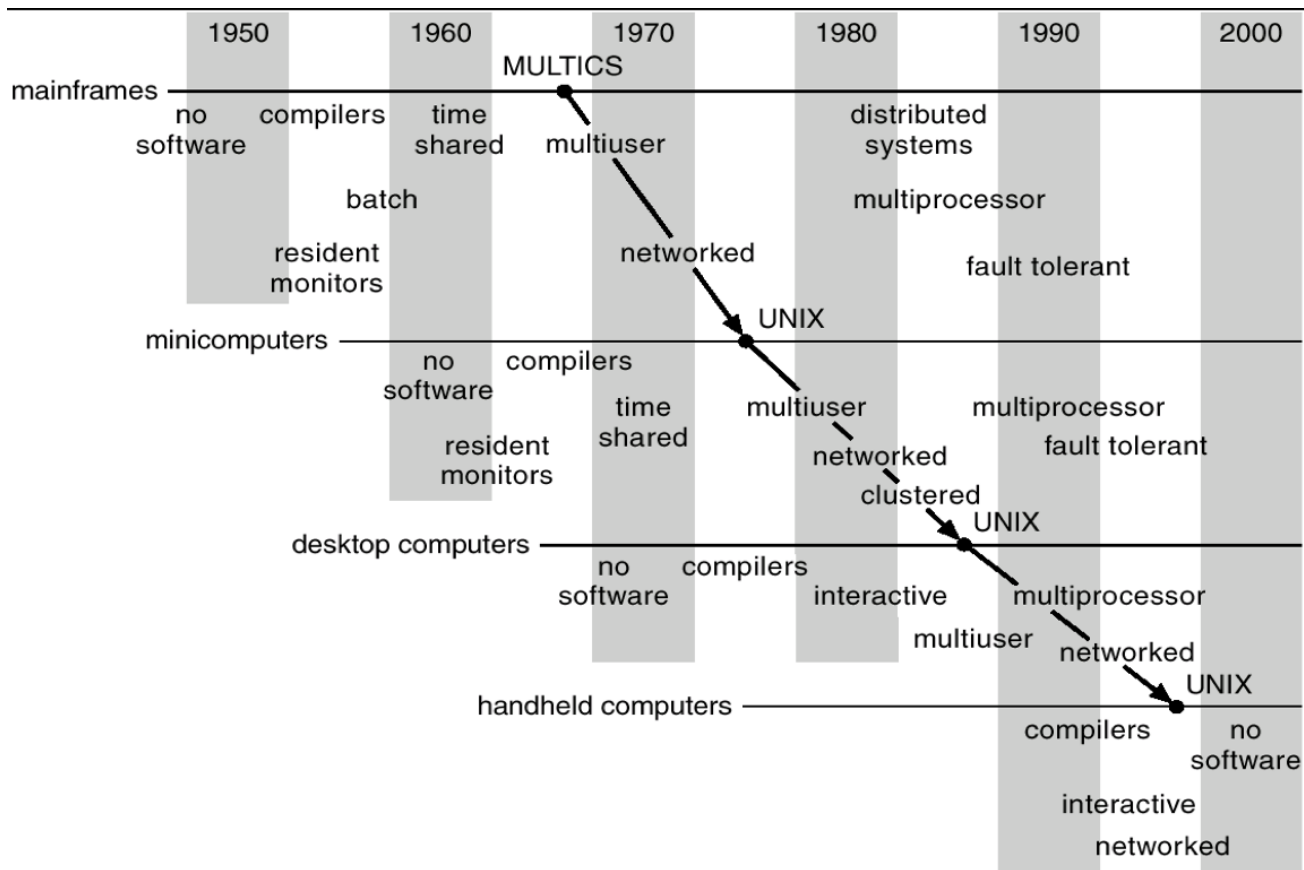 1950 1960 1970 1980 1990 2000
MULTICS
mainframes
no compilers time distributed
software shared multiuser systems
batch multiprocessor
resident networked
monitors fault tolerant
UNIX
minicomputers
no compilers
software
time multiuser multiprocessor
shared
resident networked fault tolerant
monitors
clustered
UNIX
desktop computers
no compilers
software interactive multiprocessor
multiuser
networked
UNIX
handheld computers
compilers no
software
interactive
networked